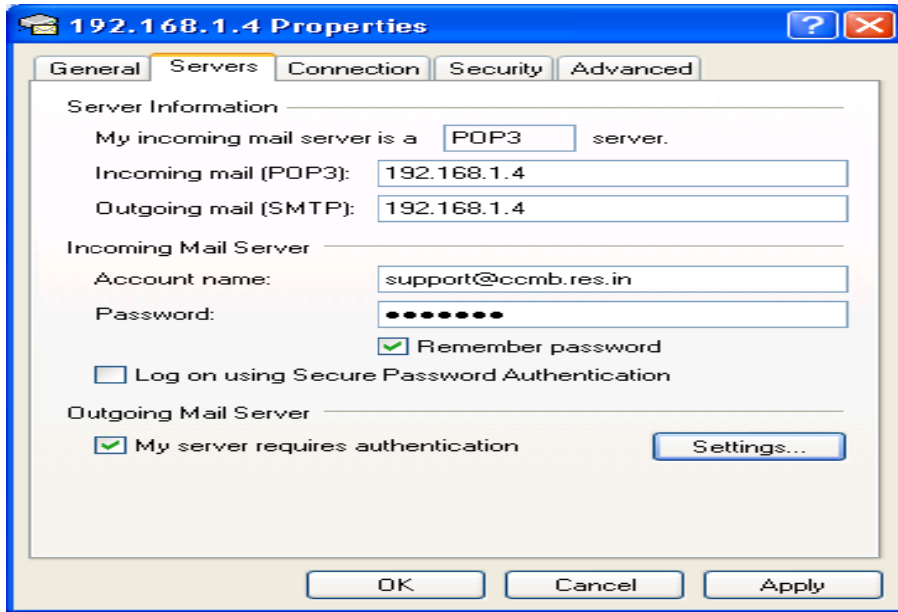 192.168.1.4 Properties
General Servers Connection Security Advanced
Server Information
My incoming mail server is a POP3 server.
Incoming mail (POP3): 192.168.1.4
Outgoing mail (SMTP): 192.168.1.4
Incoming Mail Server
Account name: support@ccmb.res.in
Password: ●●●●●●●
Remember password
Log on using Secure Password Authentication
Outgoing Mail Server
My server requires authentication Settings...
OK Cancel Apply